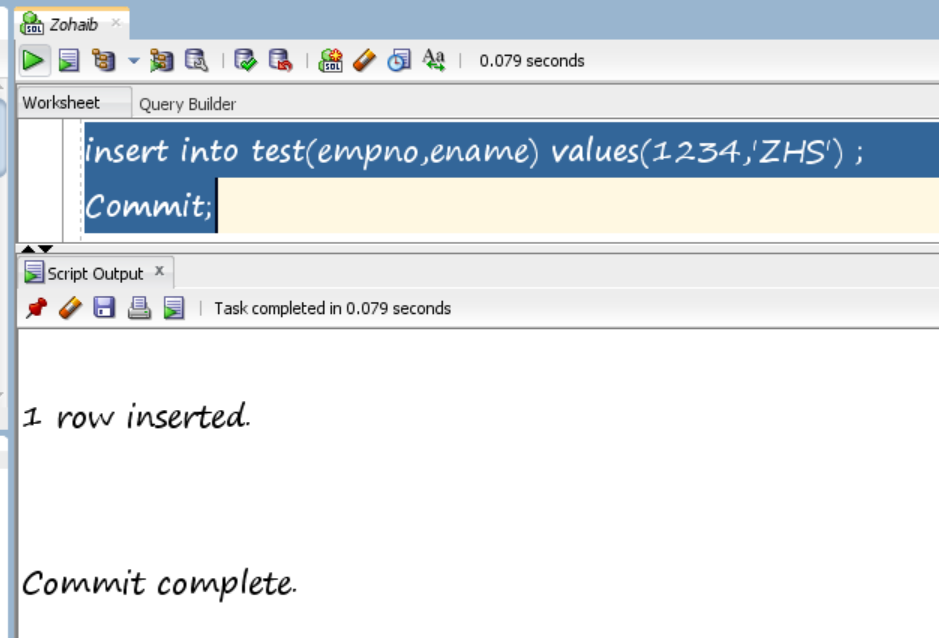 Zohaib
0.079 seconds
Worksheet Query Builder
insert into test(empno,ename) values(1234,'ZHS') ;
Commit;
Script Output x
Task completed in 0.079 seconds
1 row inserted.
Commit complete.